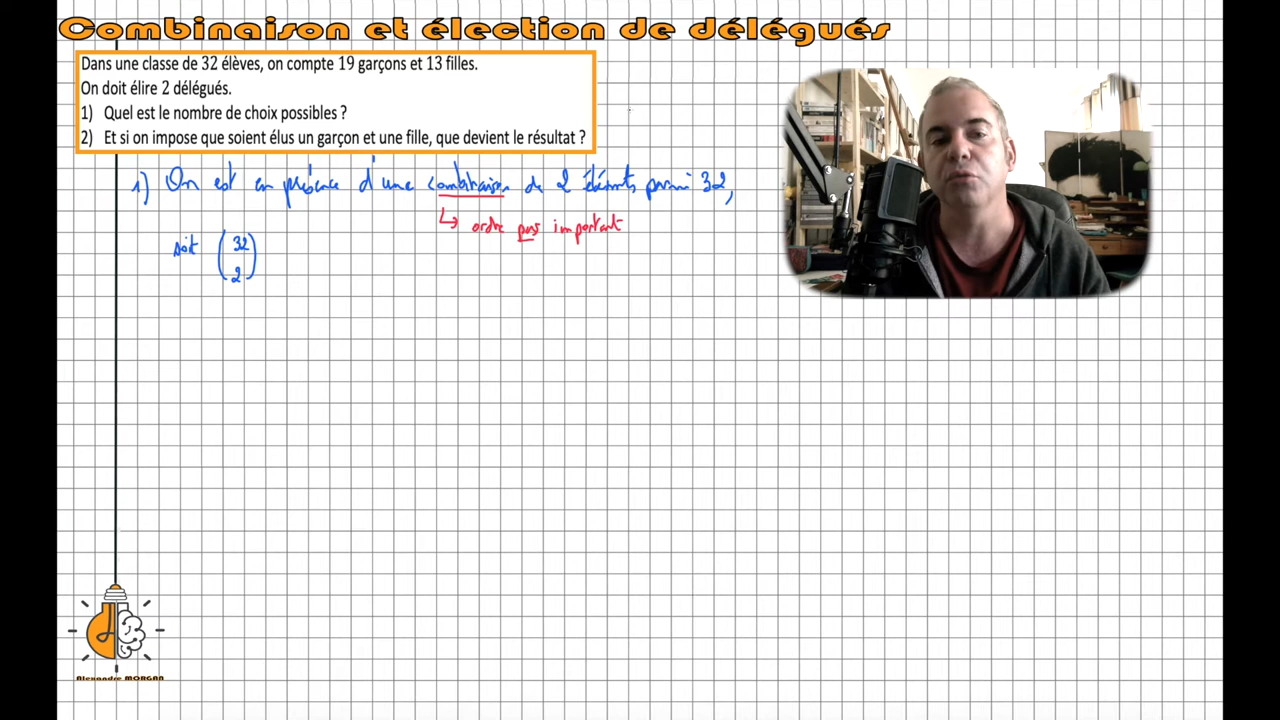 Combinaison et élection de délégués
Dans une classe de 32 élèves, on compte 19 garçons et 13 filles.
On doit élire 2 délégués.
1) Quel est le nombre de choix possibles ?
2) Et si on impose que soient élus un garçon et une fille, que devient le résultat ?
1) On est en présence d'une combinaison de 2 éléments parmi 32,
↳ ordre pas important
soit (32
2)
Alexandre MORGAN